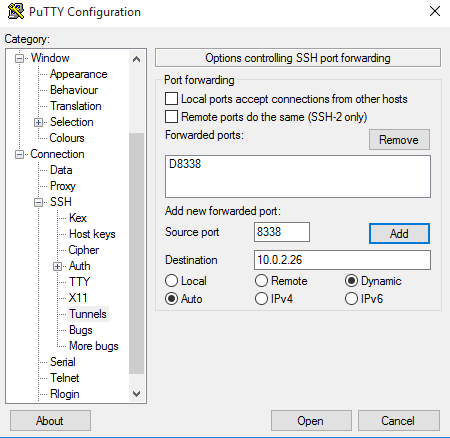 PuTTY Configuration
Category:
Window
Appearance
Behaviour
Translation
Selection
Colours
Connection
Data
Proxy
SSH
Kex
Host keys
Cipher
Auth
TTY
X11
Tunnels
Bugs
More bugs
Serial
Telnet
Rlogin
Options controlling SSH port forwarding
Port forwarding
Local ports accept connections from other hosts
Remote ports do the same (SSH-2 only)
Forwarded ports: Remove
D8338
Add new forwarded port:
Source port 8338 Add
Destination 10.0.2.26
Local Remote Dynamic
Auto IPv4 IPv6
About Open Cancel